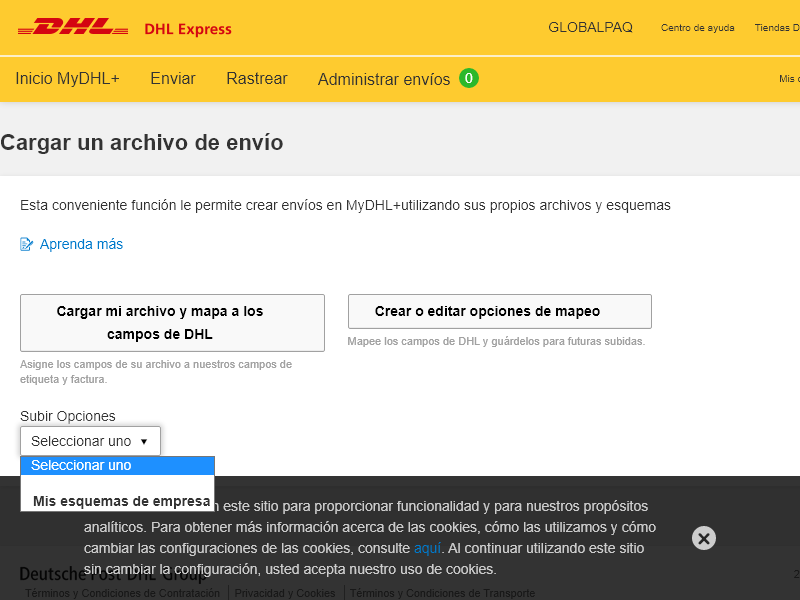 DHL DHL Express GLOBALPAQ Centro de ayuda Tiendas D
Inicio MyDHL+ Enviar Rastrear Administrar envíos 0 Mis
Cargar un archivo de envío
Esta conveniente función le permite crear envíos en MyDHL+utilizando sus propios archivos y esquemas
Aprenda más
Cargar mi archivo y mapa a los
campos de DHL
Crear o editar opciones de mapeo
Asigne los campos de su archivo a nuestros campos de
etiqueta y factura.
Mapee los campos de DHL y guárdelos para futuras subidas.
Subir Opciones
Seleccionar uno
Seleccionar uno
Mis esquemas de empresa
en este sitio para proporcionar funcionalidad y para nuestros propósitos
analíticos. Para obtener más información acerca de las cookies, cómo las utilizamos y cómo
cambiar las configuraciones de las cookies, consulte aquí. Al continuar utilizando este sitio
sin cambiar la configuración, usted acepta nuestro uso de cookies.
Deutsche Post DHL Group
Términos y Condiciones de Contratación Privacidad y Cookies Términos y Condiciones de Transporte